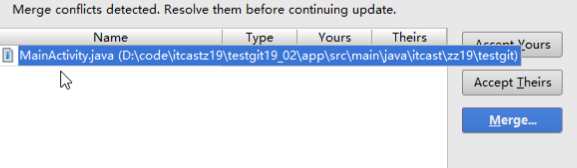 Merge conflicts detected. Resolve them before continuing update.
Name Type Yours Theirs
MainActivity.java (D:\code\itcastz19\testgit19_02\app\src\main\java\itcast\zz19\testgit)
Accept Yours
Accept Theirs
Merge...